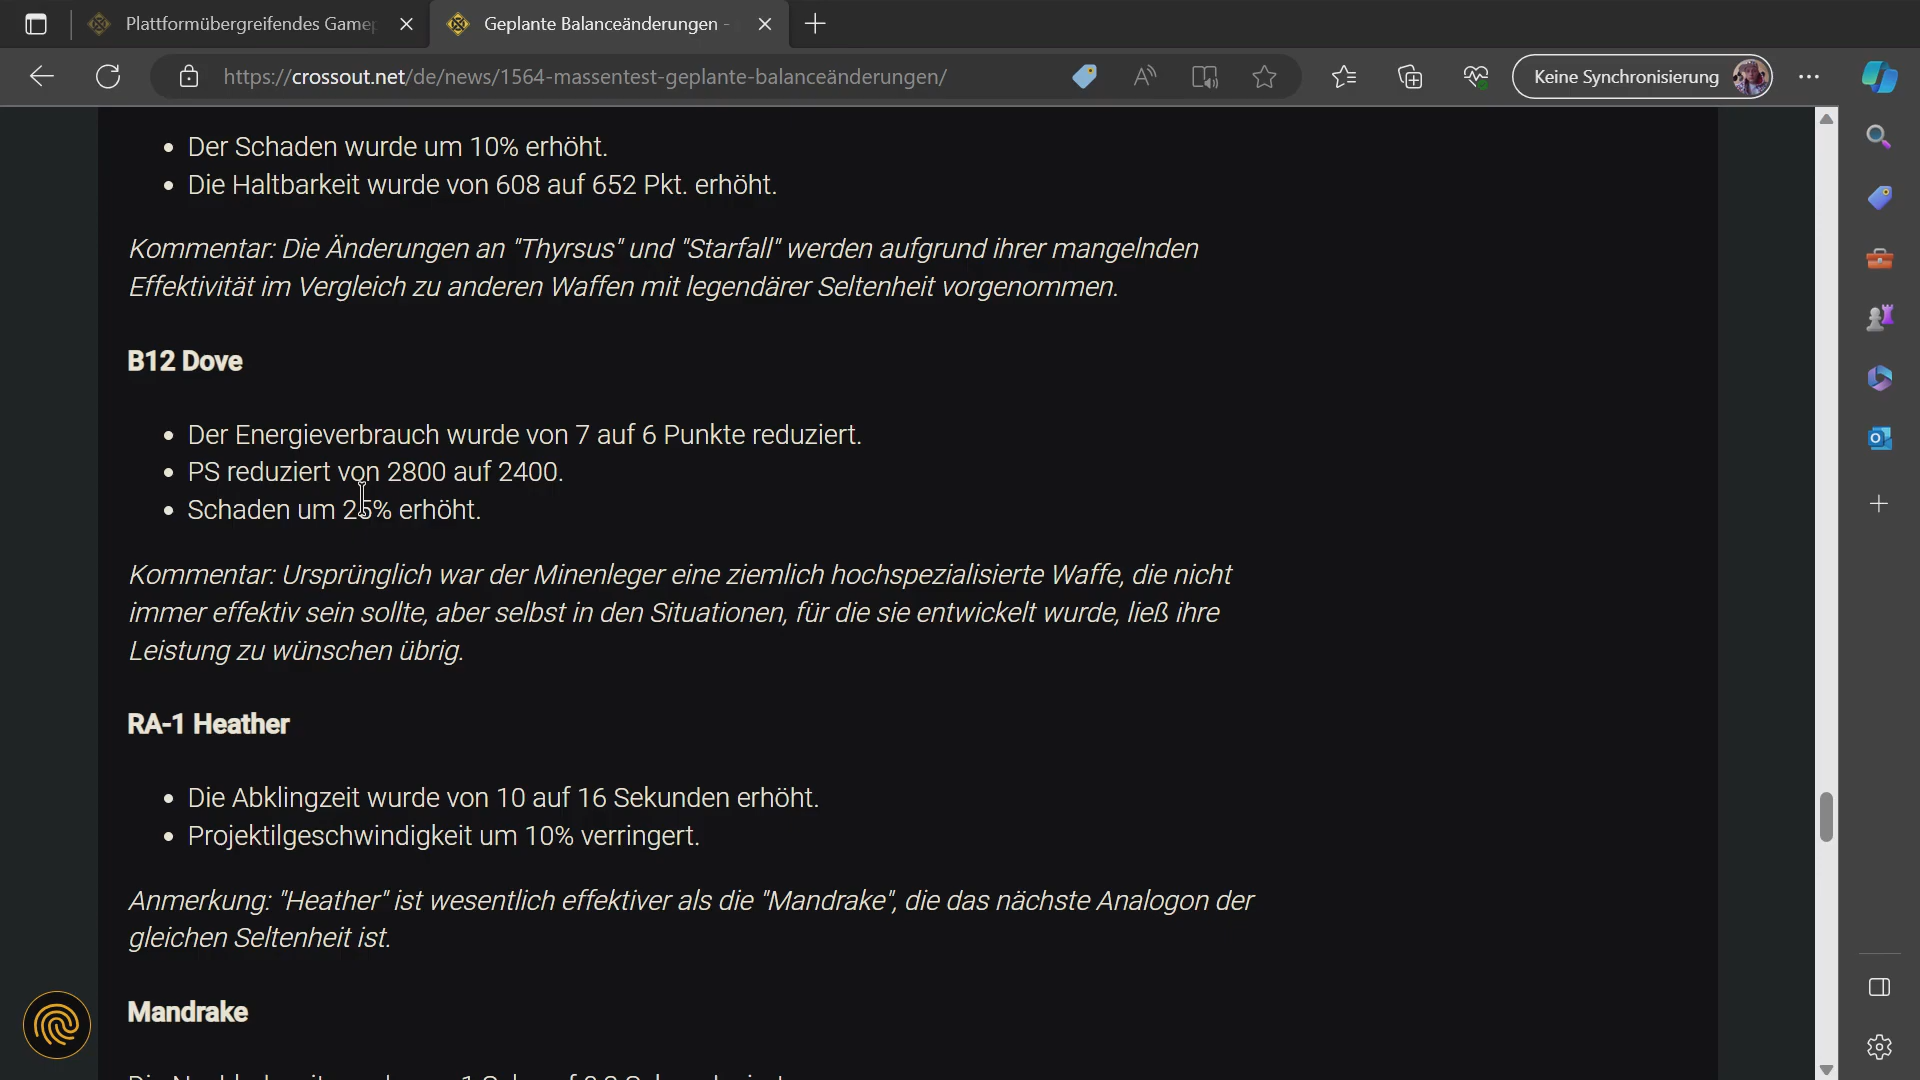 Plattformübergreifendes Game
Geplante Balanceänderungen -
https://crossout.net/de/news/1564-massentest-geplante-balanceänderungen/
Keine Synchronisierung
Der Schaden wurde um 10% erhöht.
Die Haltbarkeit wurde von 608 auf 652 Pkt. erhöht.
Kommentar: Die Änderungen an "Thyrsus" und "Starfall" werden aufgrund ihrer mangelnden
Effektivität im Vergleich zu anderen Waffen mit legendärer Seltenheit vorgenommen.
B12 Dove
Der Energieverbrauch wurde von 7 auf 6 Punkte reduziert.
PS reduziert von 2800 auf 2400.
Schaden um 25% erhöht.
Kommentar: Ursprünglich war der Minenleger eine ziemlich hochspezialisierte Waffe, die nicht
immer effektiv sein sollte, aber selbst in den Situationen, für die sie entwickelt wurde, ließ ihre
Leistung zu wünschen übrig.
RA-1 Heather
Die Abklingzeit wurde von 10 auf 16 Sekunden erhöht.
Projektilgeschwindigkeit um 10% verringert.
Anmerkung: "Heather" ist wesentlich effektiver als die "Mandrake", die das nächste Analogon der
gleichen Seltenheit ist.
Mandrake